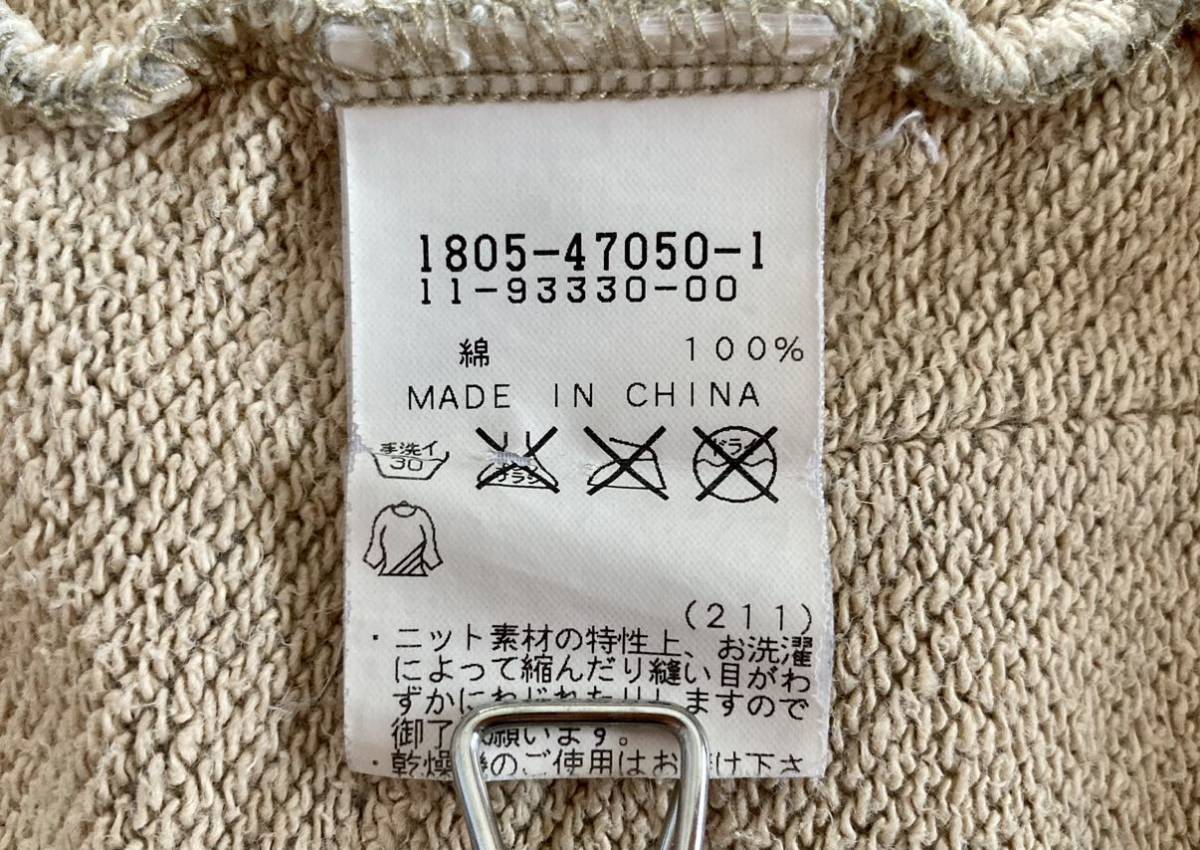 1805-47050-1
11-93330-00
綿 100%
MADE IN CHINA
手洗イ
30
ドライ
(211)
・ニット素材の特性上、お洗濯
によって縮んだり縫い目がわ
ずかにねじれたりしますので
御了 願います。
・乾燥機のご使用はお け下さ